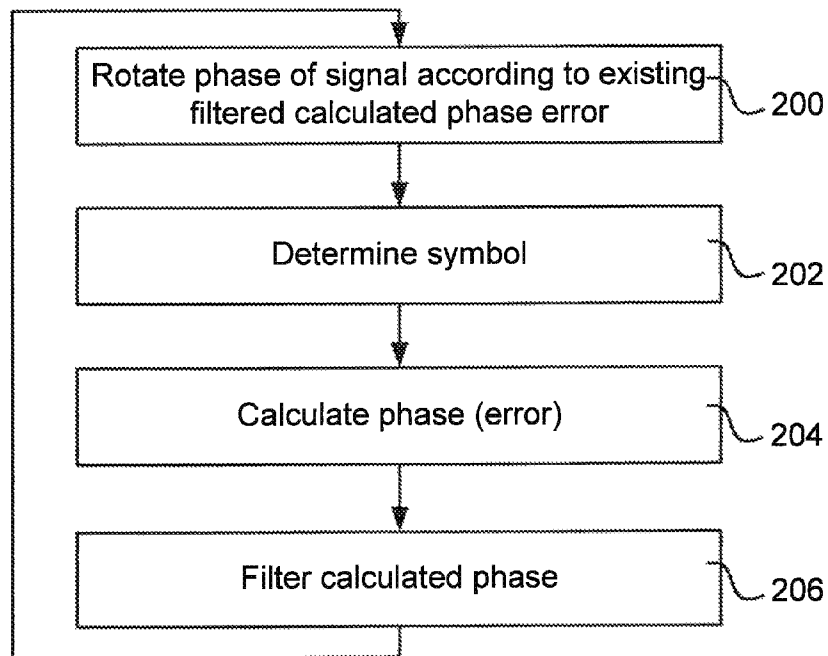 Rotate phase of signal according to existing
filtered calculated phase error
200
Determine symbol
202
Calculate phase (error)
204
Filter calculated phase
206